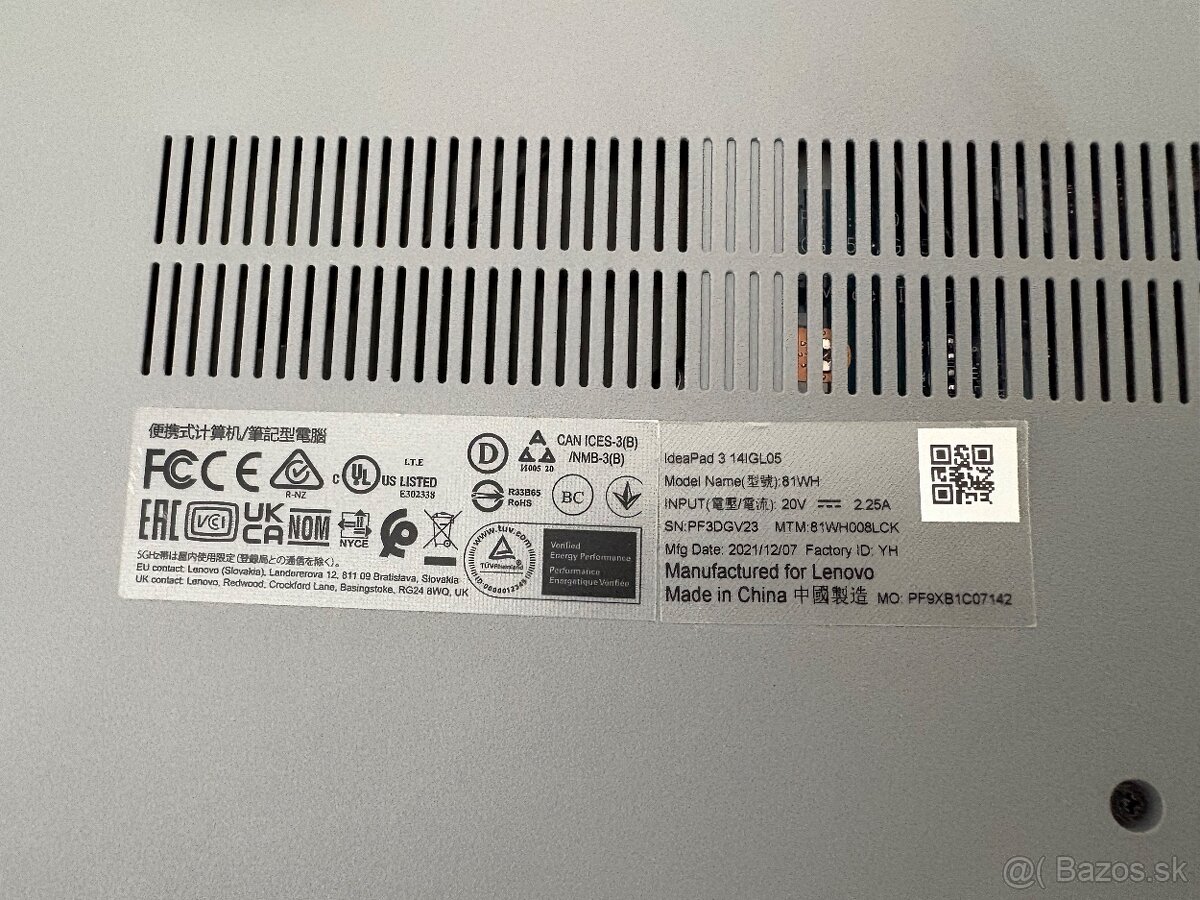 便携式计算机/筆記型電腦
FCC CE R-NZ
c UL US LISTED
I.T.E
E302338
D
И005 20
CAN ICES-3(B)
/NMB-3(B)
R33B65
RoHS
BC
EAC VCI UK
CA NOM
NYCE
5GHz帯は屋内使用限定 (登録局との通信を除く)。
EU contact: Lenovo (Slovakia), Landererova 12, 811 09 Bratislava, Slovakia
UK contact: Lenovo, Redwood, Crockford Lane, Basingstoke, RG24 8WQ, UK
www.tuv.com
TÜVRheinland
Verified
Energy Performance
Performance
Énergétique Vérifiée
IdeaPad 3 14IGL05
Model Name(型號):81WH
INPUT(電壓/電流): 20V ⎓ 2.25A
SN:PF3DGV23 MTM:81WH008LCK
Mfg Date: 2021/12/07 Factory ID: YH
Manufactured for Lenovo
Made in China 中國製造 MO: PF9XB1C07142
@( Bazos.sk